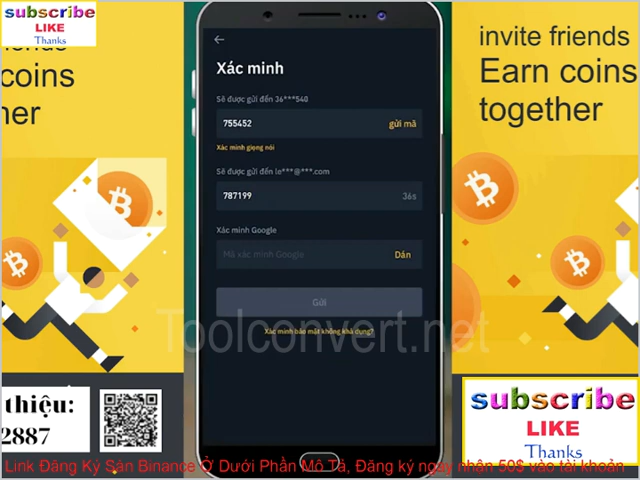 subscribe
LIKE
Thanks
coins
her
invite friends
Earn coins
together
Xác minh
Sẽ được gửi đến 36***540
755452
gửi mã
Xác minh giọng nói
Sẽ được gửi đến le***@***.com
787199
36s
Xác minh Google
Mã xác minh Google
Dán
Gửi
Xác minh bảo mật không khả dụng?
Toolconvert.net
thiệu:
2887
subscribe
LIKE
Thanks
Link Đăng Ký Sàn Binance Ở Dưới Phần Mô Tả, Đăng ký ngay nhận 50$ vào tài khoản